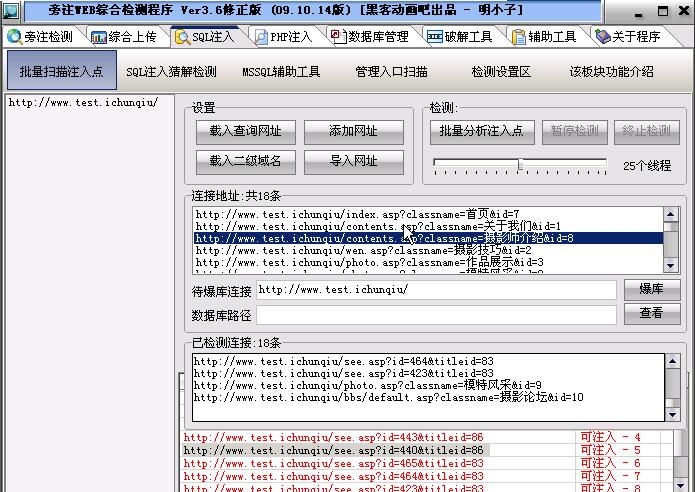 旁注WEB综合检测程序 Ver3.6修正版 (09.10.14版) [黑客动画吧出品 - 明小子]
旁注检测 综合上传 SQL注入 PHP注入 数据库管理 破解工具 辅助工具 关于程序
批量扫描注入点 SQL注入猜解检测 MSSQL辅助工具 管理入口扫描 检测设置区 该板块功能介绍
http://www.test.ichunqiu/
设置
载入查询网址 添加网址
载入二级域名 导入网址
检测:
批量分析注入点 暂停检测 终止检测
25个线程
连接地址:共18条
http://www.test.ichunqiu/index.asp?classname=首页&id=7
http://www.test.ichunqiu/contents.asp?classname=关于我们&id=1
http://www.test.ichunqiu/contents.asp?classname=摄影师介绍&id=8
http://www.test.ichunqiu/wen.asp?classname=摄影技巧&id=2
http://www.test.ichunqiu/photo.asp?classname=作品展示&id=3
待爆库连接 http://www.test.ichunqiu/ 爆库
数据库路径 查看
已检测连接:18条
http://www.test.ichunqiu/see.asp?id=464&titleid=83
http://www.test.ichunqiu/see.asp?id=423&titleid=83
http://www.test.ichunqiu/photo.asp?classname=模特风采&id=9
http://www.test.ichunqiu/bbs/default.asp?classname=摄影论坛&id=10
http://www.test.ichunqiu/see.asp?id=443&titleid=86 可注入 - 4
http://www.test.ichunqiu/see.asp?id=440&titleid=86 可注入 - 5
http://www.test.ichunqiu/see.asp?id=465&titleid=83 可注入 - 6
http://www.test.ichunqiu/see.asp?id=464&titleid=83 可注入 - 7
http://www.test.ichunqiu/see.asp?id=423&titleid=83 可注入 - 8